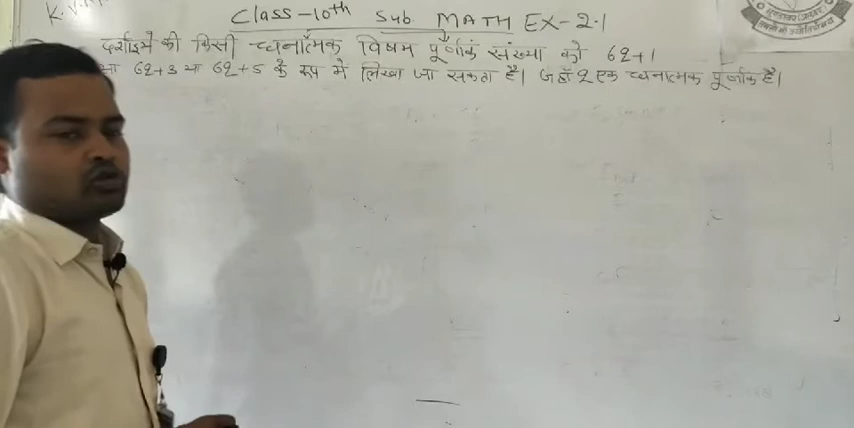 K.V.
Class-10th Sub MATH EX-2.1
दर्शाइये की किसी धनात्मक विषम पूर्णांक संख्या को 6q+1
या 6q+3 या 6q+5 के रूप में लिखा जा सकता है। जहाँ q एक धनात्मक पूर्णांक है।